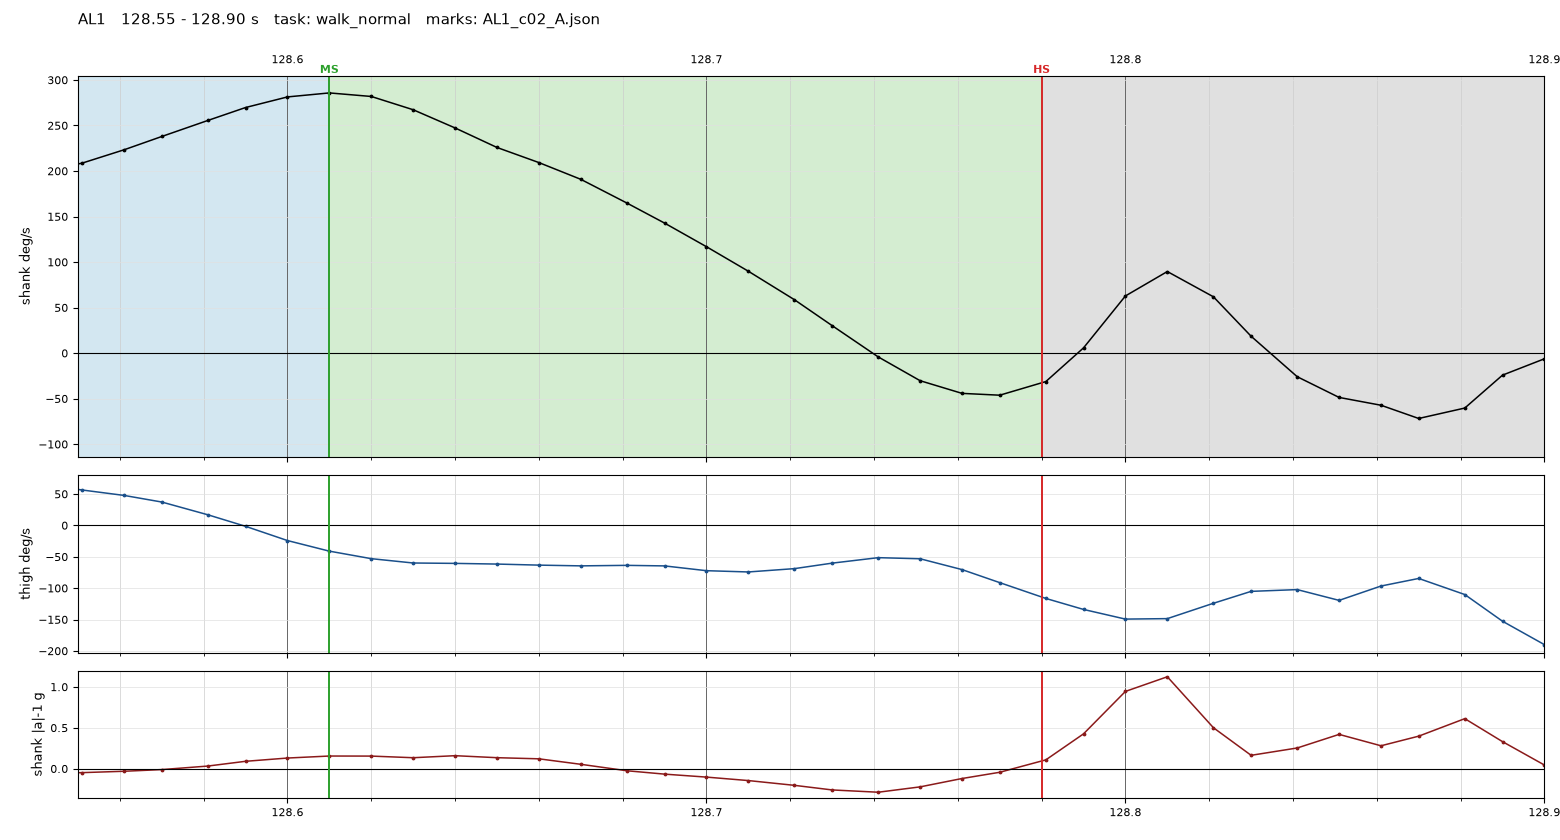 AL1   128.55 - 128.90 s   task: walk_normal   marks: AL1_c02_A.json
128.6 128.7 128.8 128.9
MS HS
300
250
200
150
100
50
0
−50
−100
shank deg/s
50
0
−50
−100
−150
−200
thigh deg/s
1.0
0.5
0.0
shank |a|-1 g
128.6 128.7 128.8 128.9